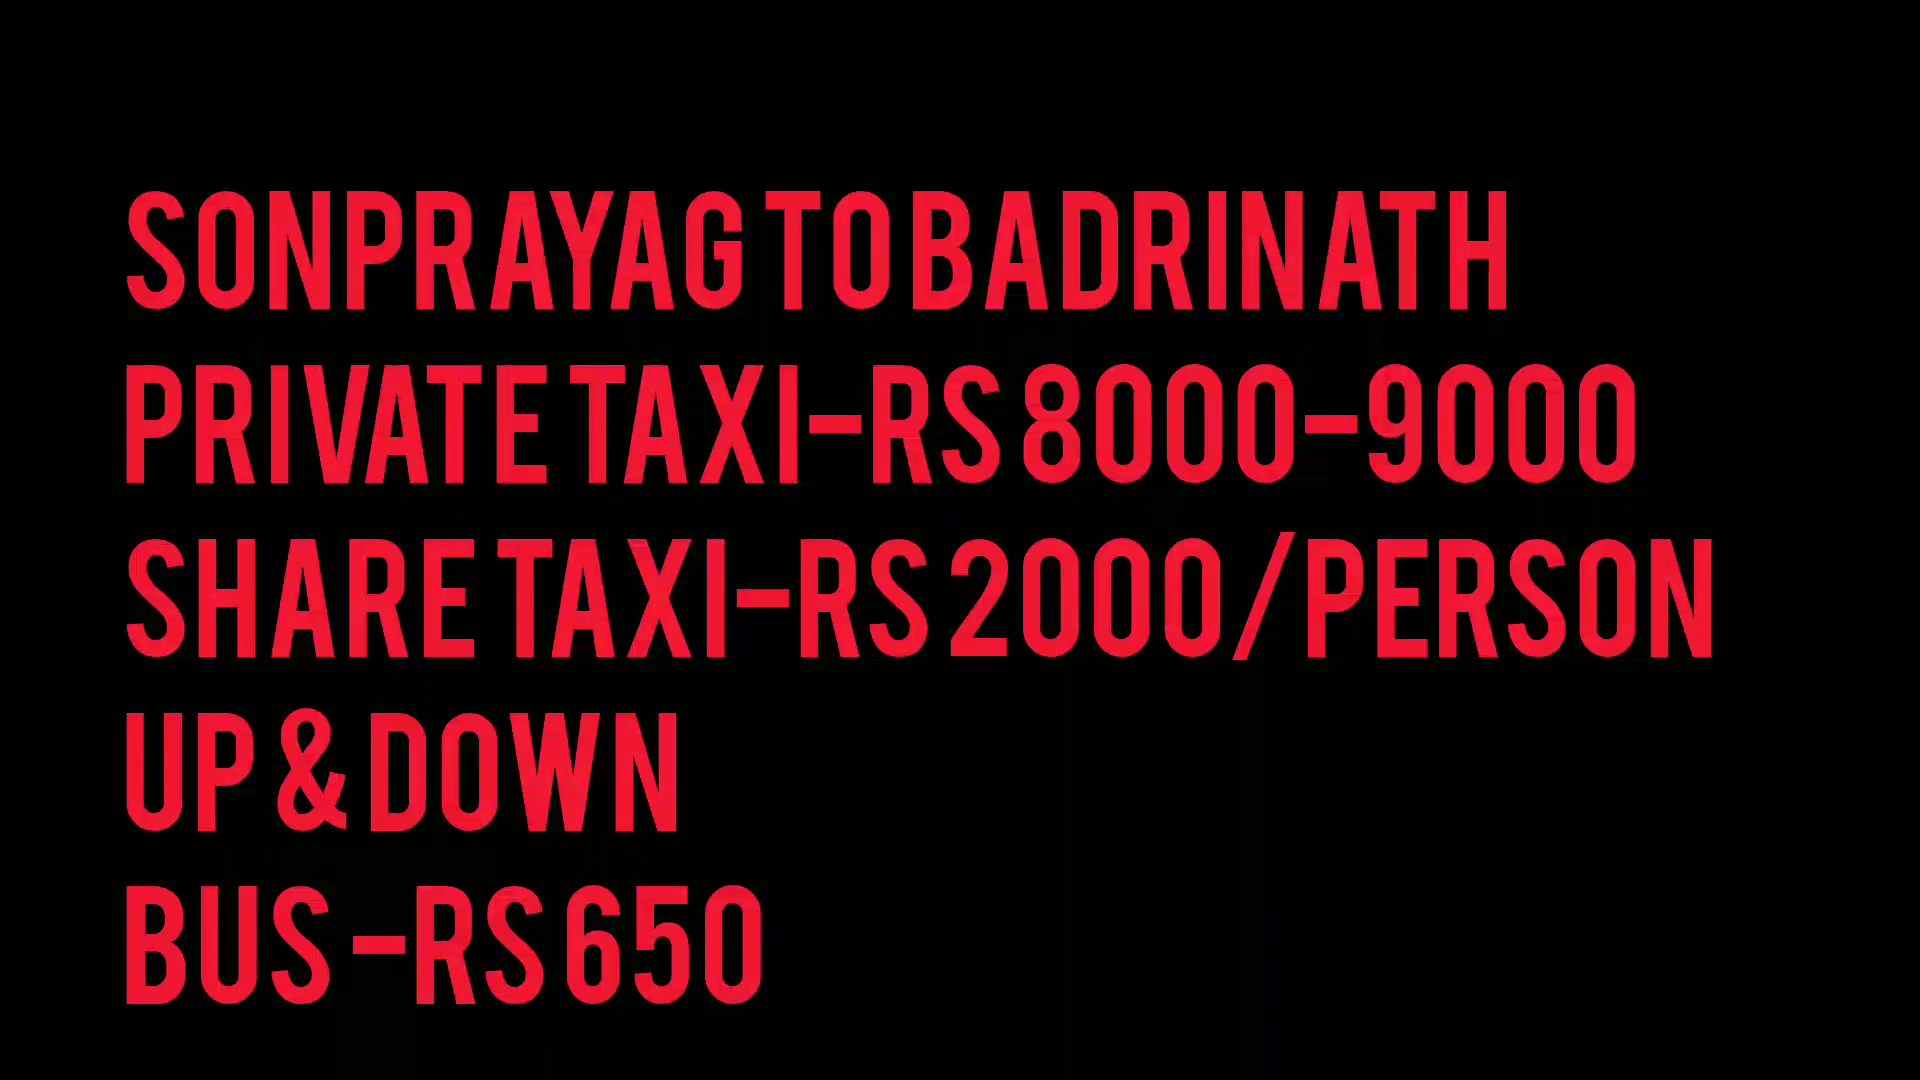 SONPRAYAG TO BADRINATH
PRIVATE TAXI-RS 8000-9000
SHARE TAXI-RS 2000/PERSON
UP & DOWN
BUS -RS 650